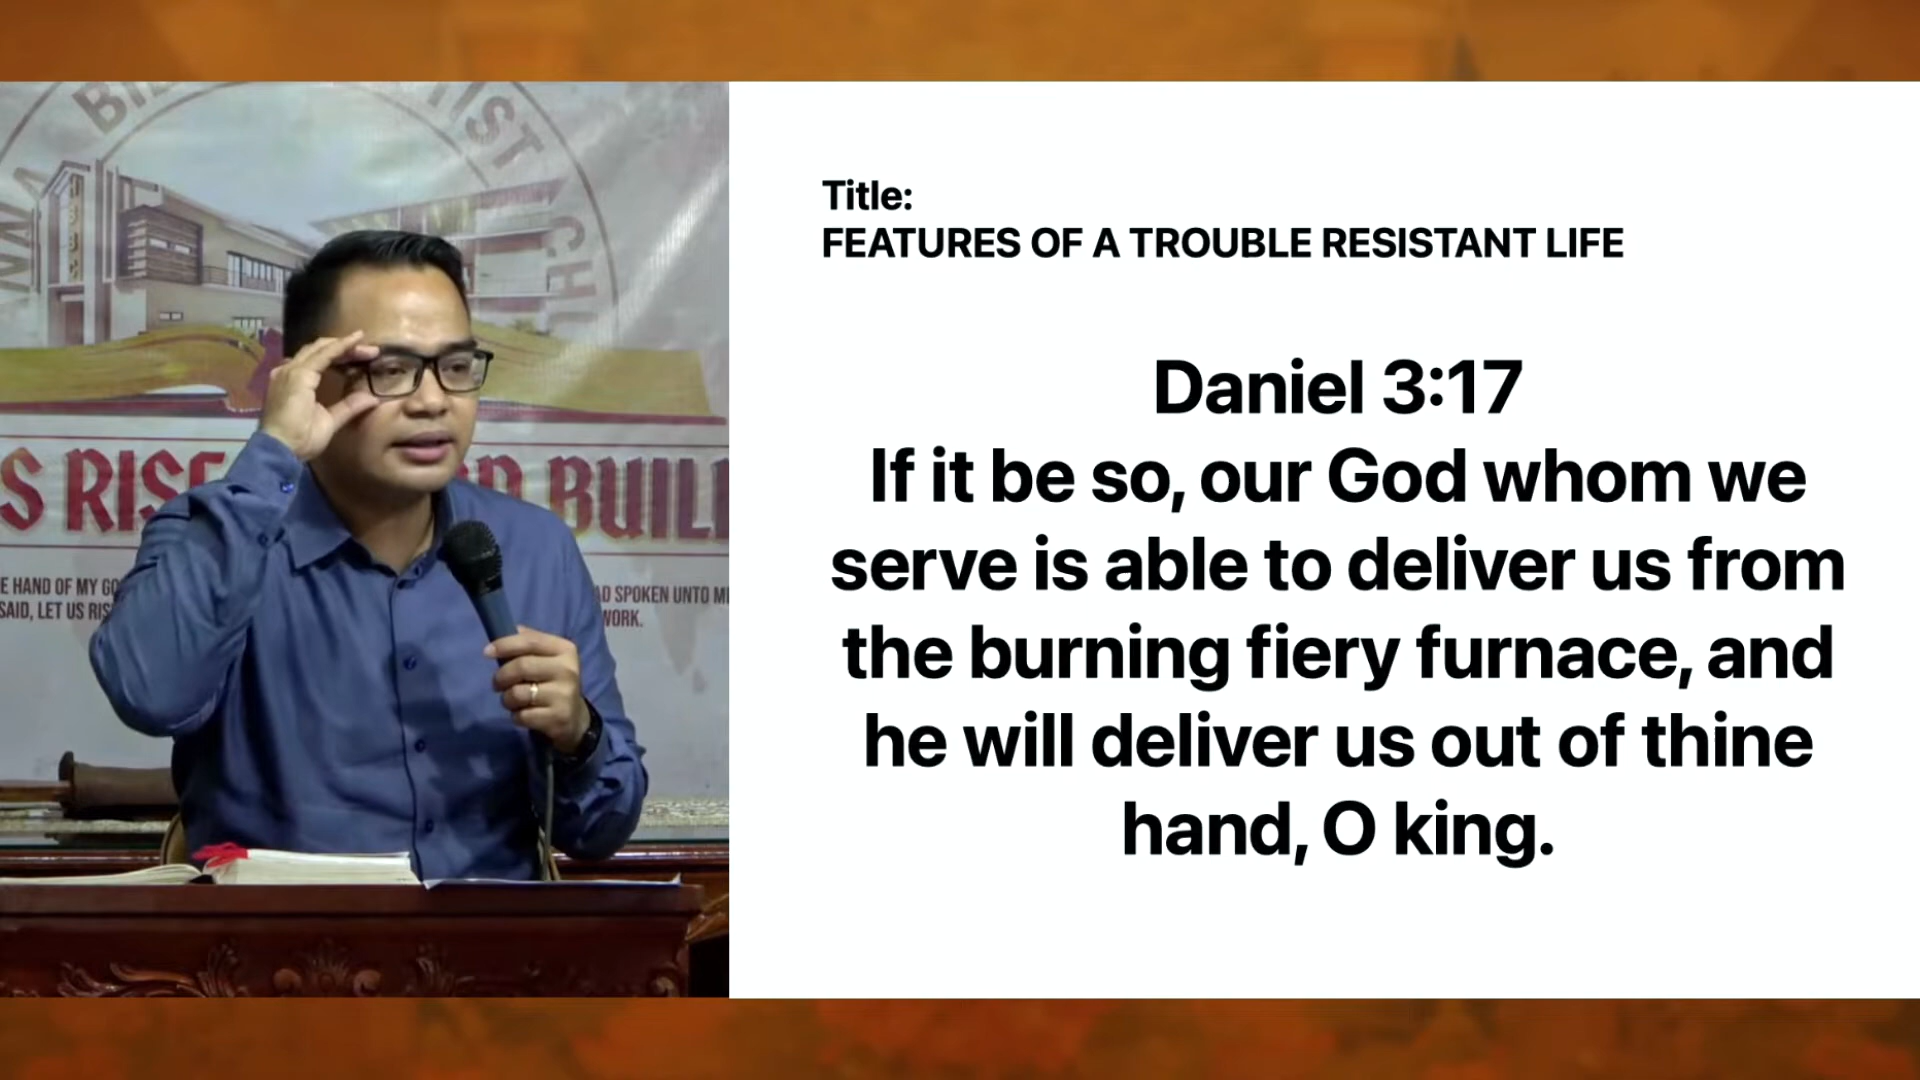 Title:
FEATURES OF A TROUBLE RESISTANT LIFE
Daniel 3:17
If it be so, our God whom we
serve is able to deliver us from
the burning fiery furnace, and
he will deliver us out of thine
hand, O king.
S RISE BUIL
E HAND OF MY AD SPOKEN UNTO
SAID, LET US WORK.